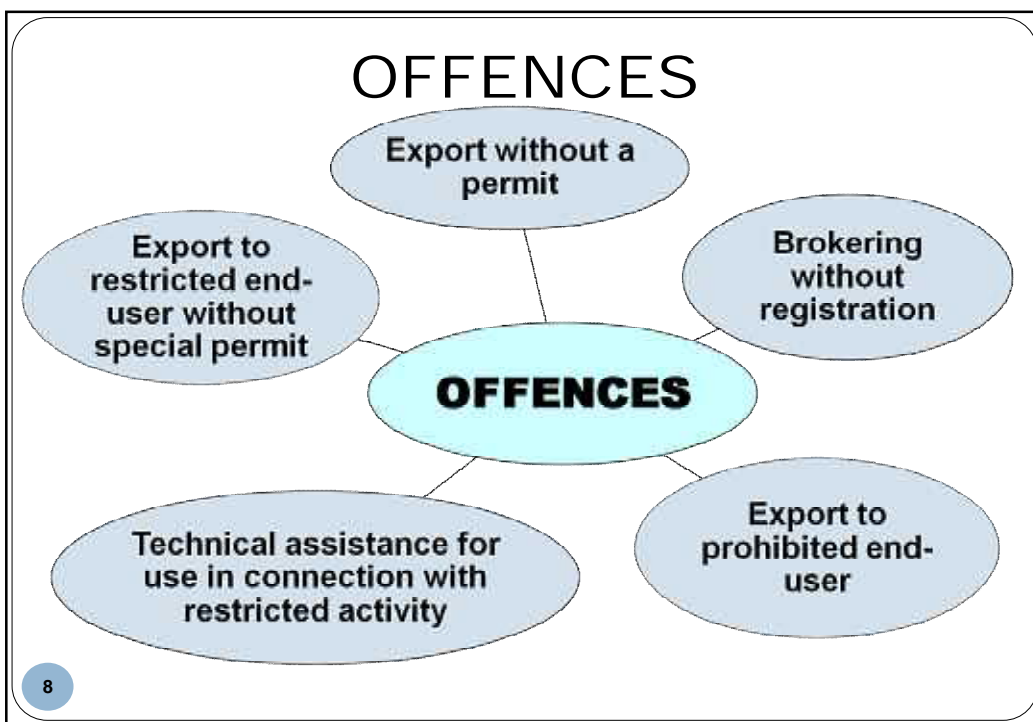 OFFENCES
Export without a
permit
Export to
restricted end-
user without
special permit
Brokering
without
registration
OFFENCES
Technical assistance for
use in connection with
restricted activity
Export to
prohibited end-
user
8